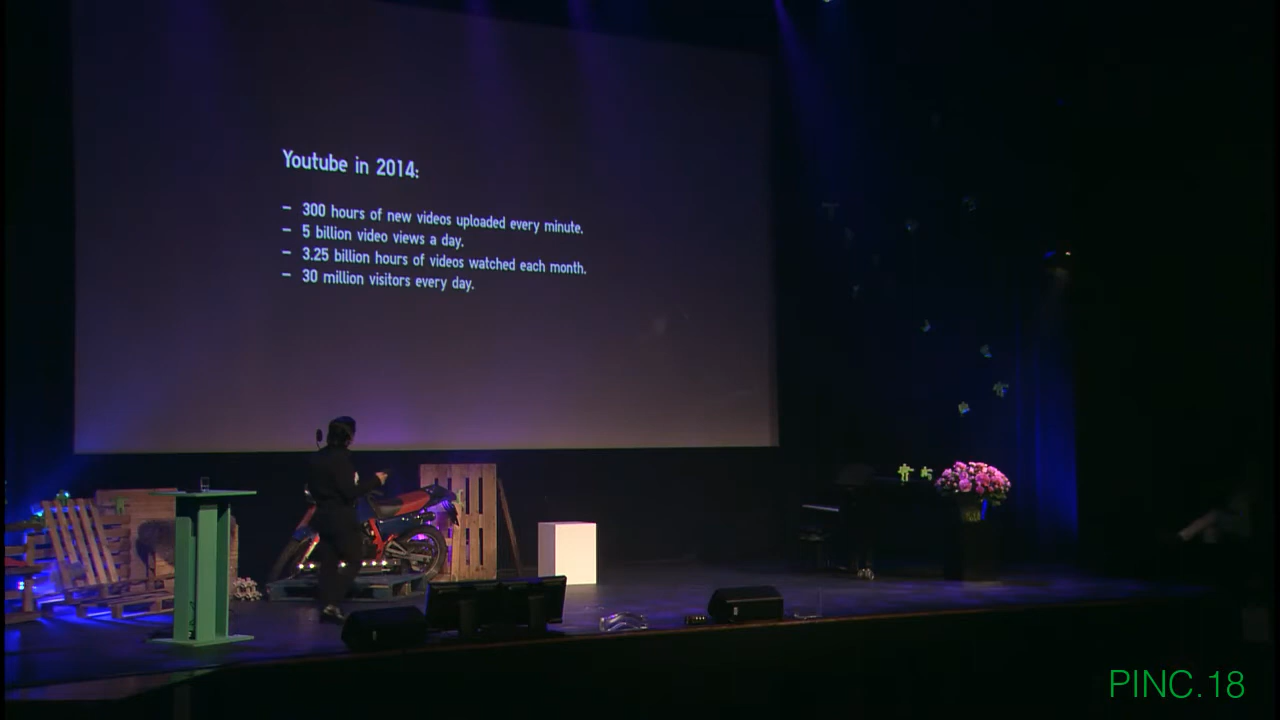 Youtube in 2014:
- 300 hours of new videos uploaded every minute.
- 5 billion video views a day.
- 3.25 billion hours of videos watched each month.
- 30 million visitors every day.
PINC.18